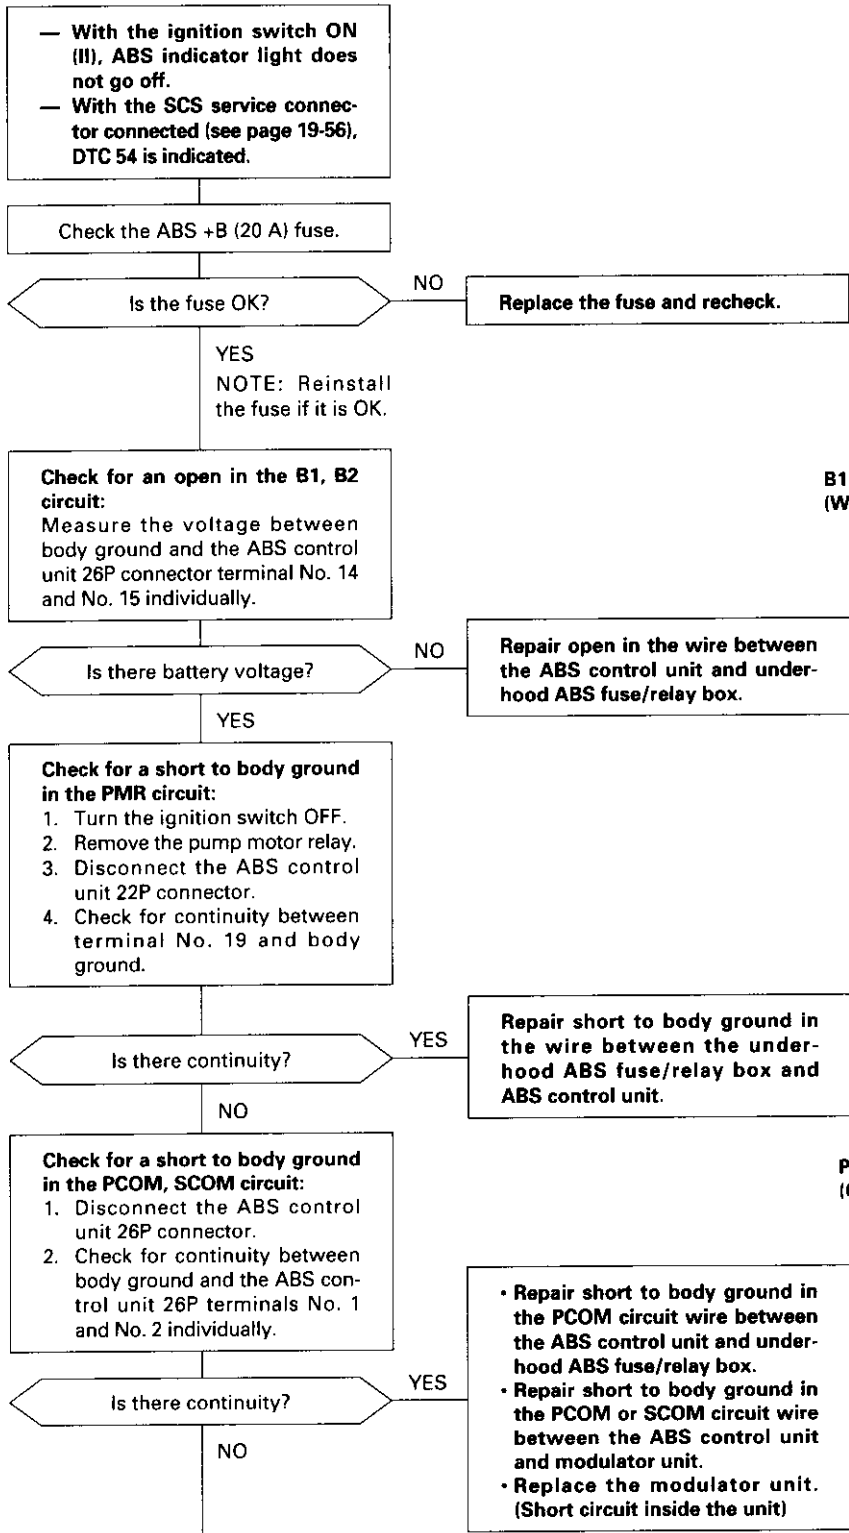 — With the ignition switch ON
(II), ABS indicator light does
not go off.
— With the SCS service connec-
tor connected (see page 19-56),
DTC 54 is indicated.
Check the ABS +B (20 A) fuse.
Is the fuse OK?
NO
Replace the fuse and recheck.
YES
NOTE: Reinstall
the fuse if it is OK.
Check for an open in the B1, B2
circuit:
Measure the voltage between
body ground and the ABS control
unit 26P connector terminal No. 14
and No. 15 individually.
B1
(W
Is there battery voltage?
NO
Repair open in the wire between
the ABS control unit and under-
hood ABS fuse/relay box.
YES
Check for a short to body ground
in the PMR circuit:
1. Turn the ignition switch OFF.
2. Remove the pump motor relay.
3. Disconnect the ABS control
unit 22P connector.
4. Check for continuity between
terminal No. 19 and body
ground.
Is there continuity?
YES
Repair short to body ground in
the wire between the under-
hood ABS fuse/relay box and
ABS control unit.
NO
Check for a short to body ground
in the PCOM, SCOM circuit:
1. Disconnect the ABS control
unit 26P connector.
2. Check for continuity between
body ground and the ABS con-
trol unit 26P terminals No. 1
and No. 2 individually.
P
Is there continuity?
YES
• Repair short to body ground in
the PCOM circuit wire between
the ABS control unit and under-
hood ABS fuse/relay box.
• Repair short to body ground in
the PCOM or SCOM circuit wire
between the ABS control unit
and modulator unit.
• Replace the modulator unit.
(Short circuit inside the unit)
NO